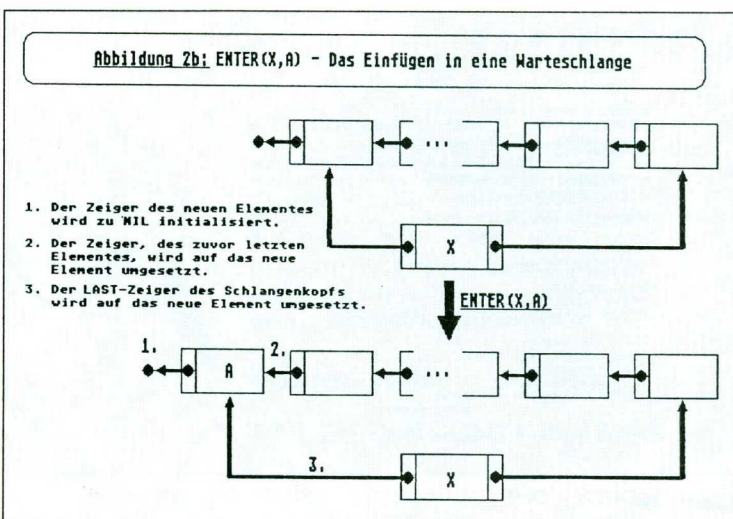 Abbildung 2b: ENTER(X,A) - Das Einfügen in eine Warteschlange
...
1. Der Zeiger des neuen Elementes
wird zu NIL initialisiert.
2. Der Zeiger, des zuvor letzten
Elementes, wird auf das neue
Element umgesetzt.
3. Der LAST-Zeiger des Schlangenkopfs
wird auf das neue Element umgesetzt.
X
ENTER(X,A)
1.
A
2.
...
3.
X